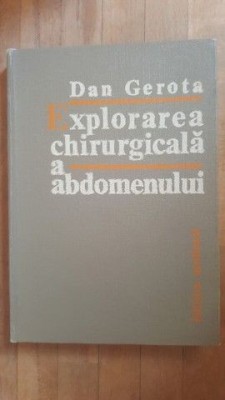 Dan Gerota
Explorarea
chirurgicală
a
abdomenului